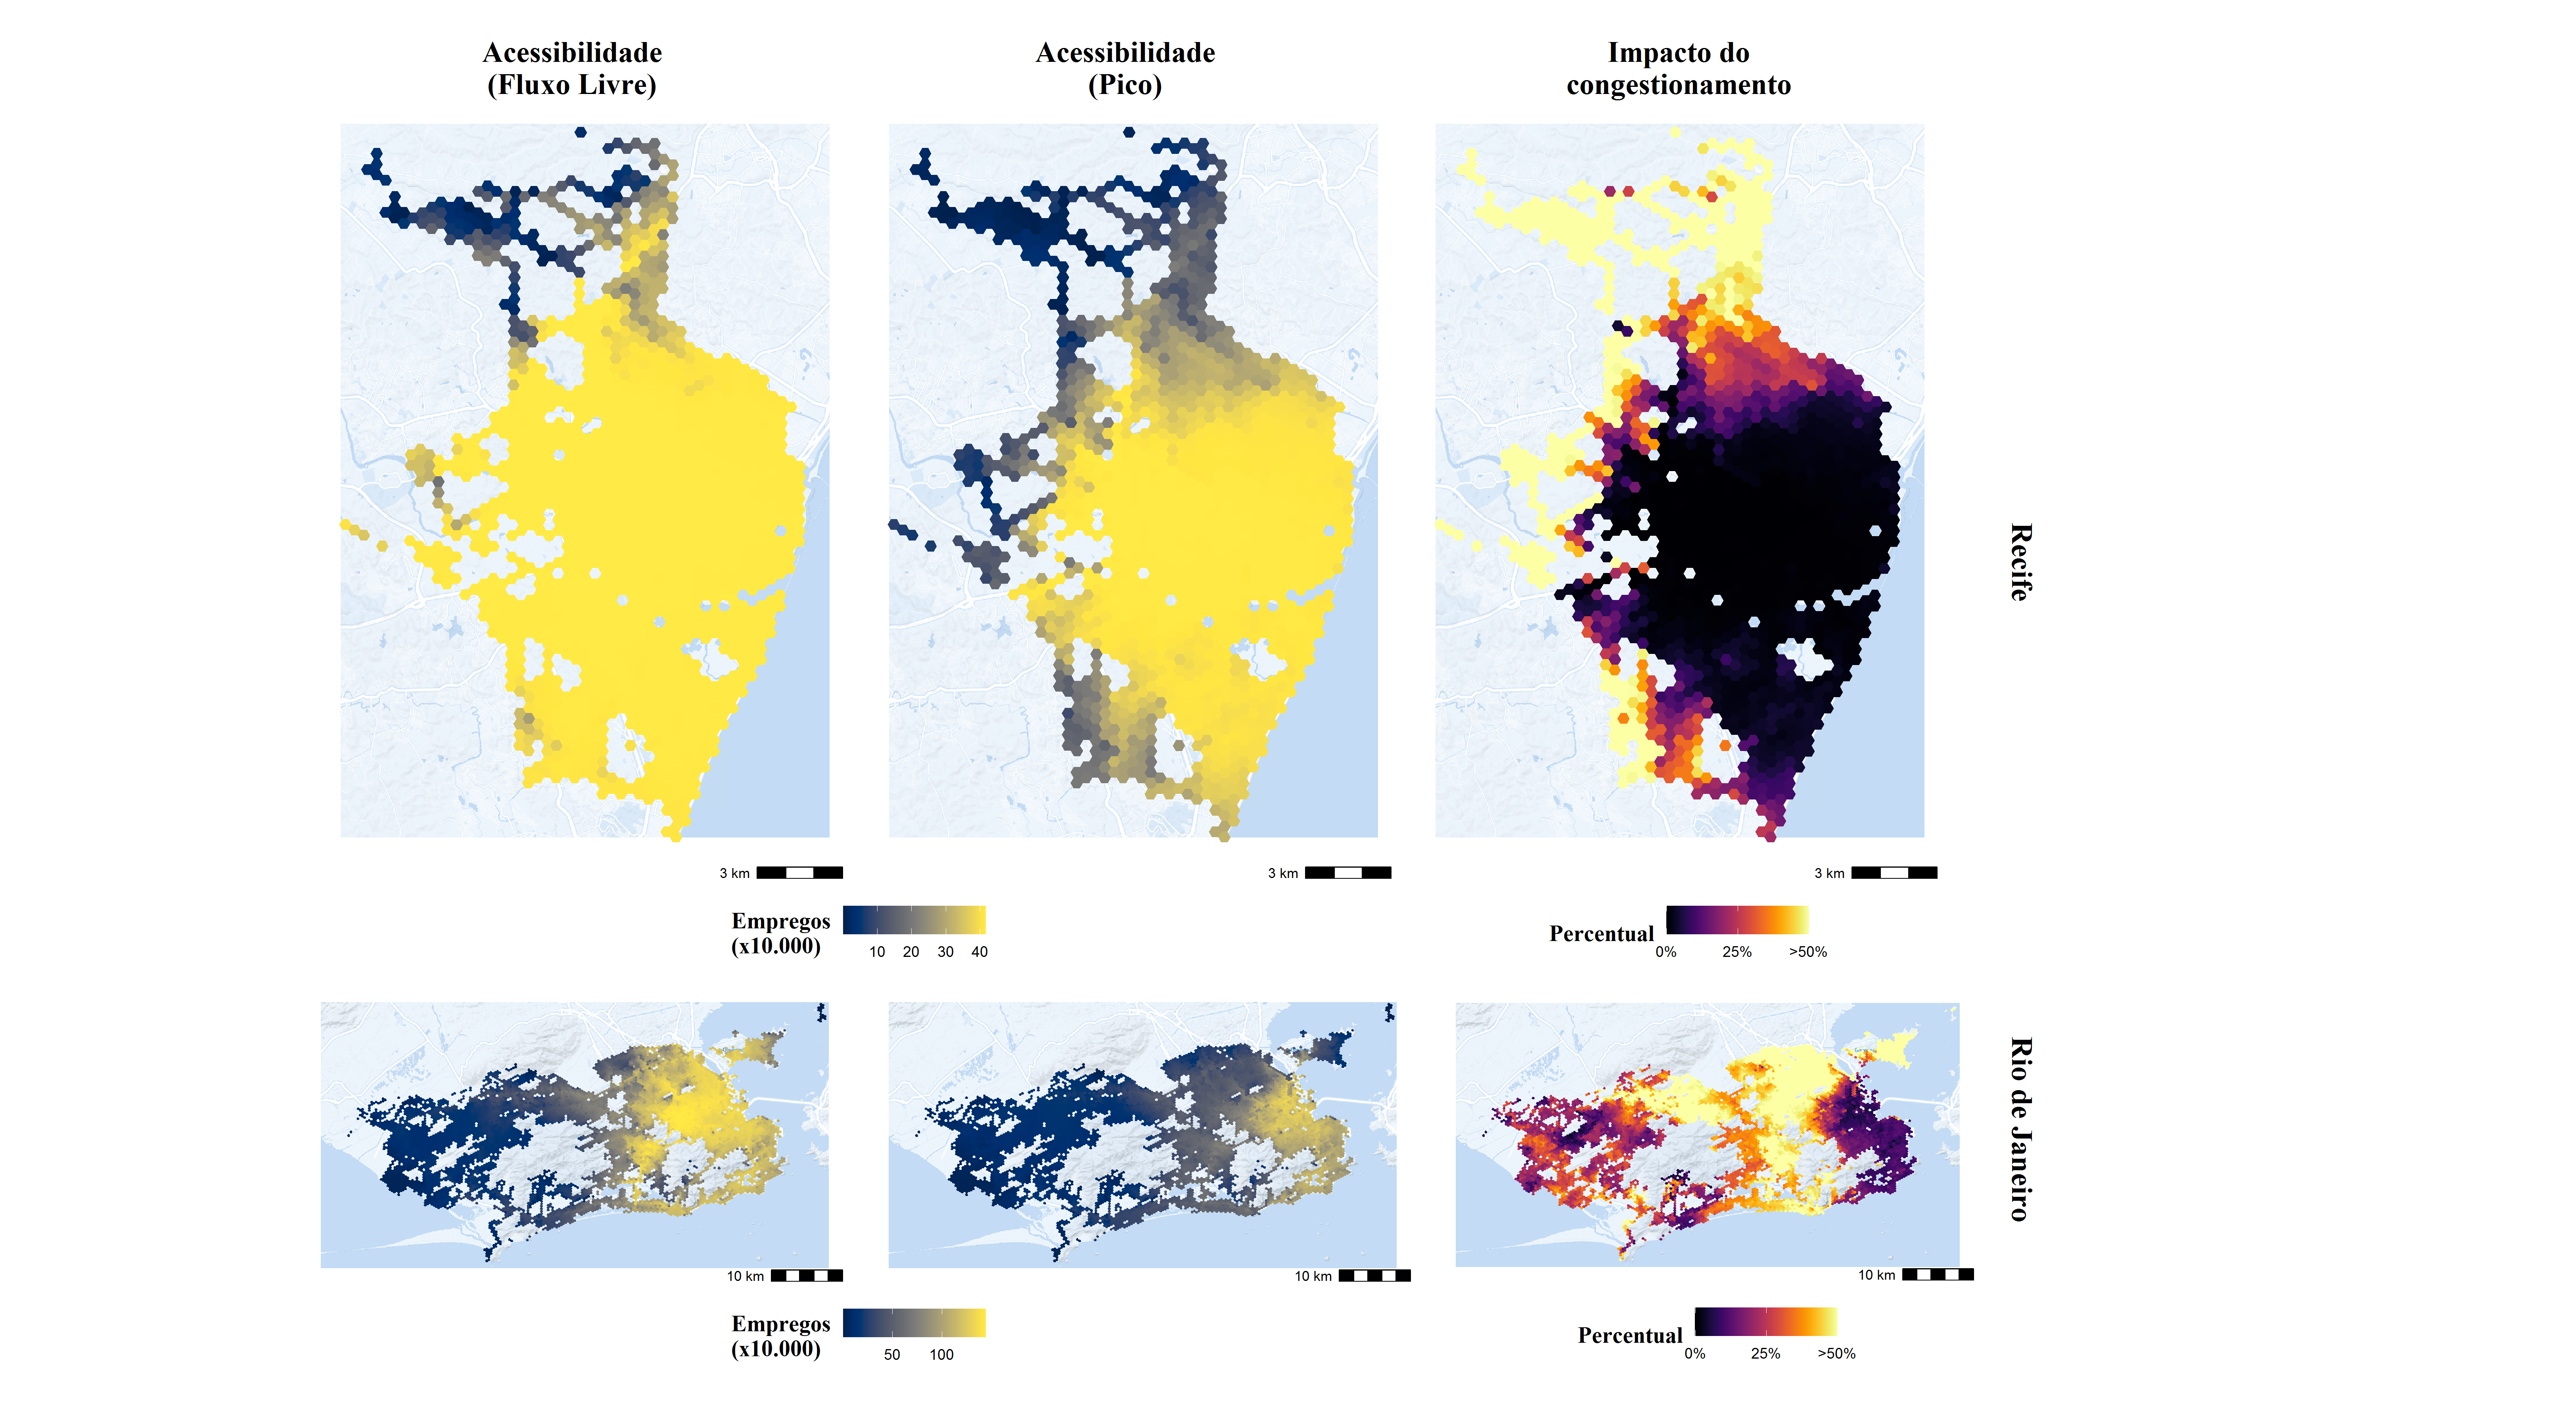 Acessibilidade
(Fluxo Livre)
Acessibilidade
(Pico)
Impacto do
congestionamento
Recife
3 km
3 km
3 km
Empregos
(x10.000)
10 20 30 40
Percentual
0% 25% >50%
Rio de Janeiro
10 km
10 km
10 km
Empregos
(x10.000)
50 100
Percentual
0% 25% >50%